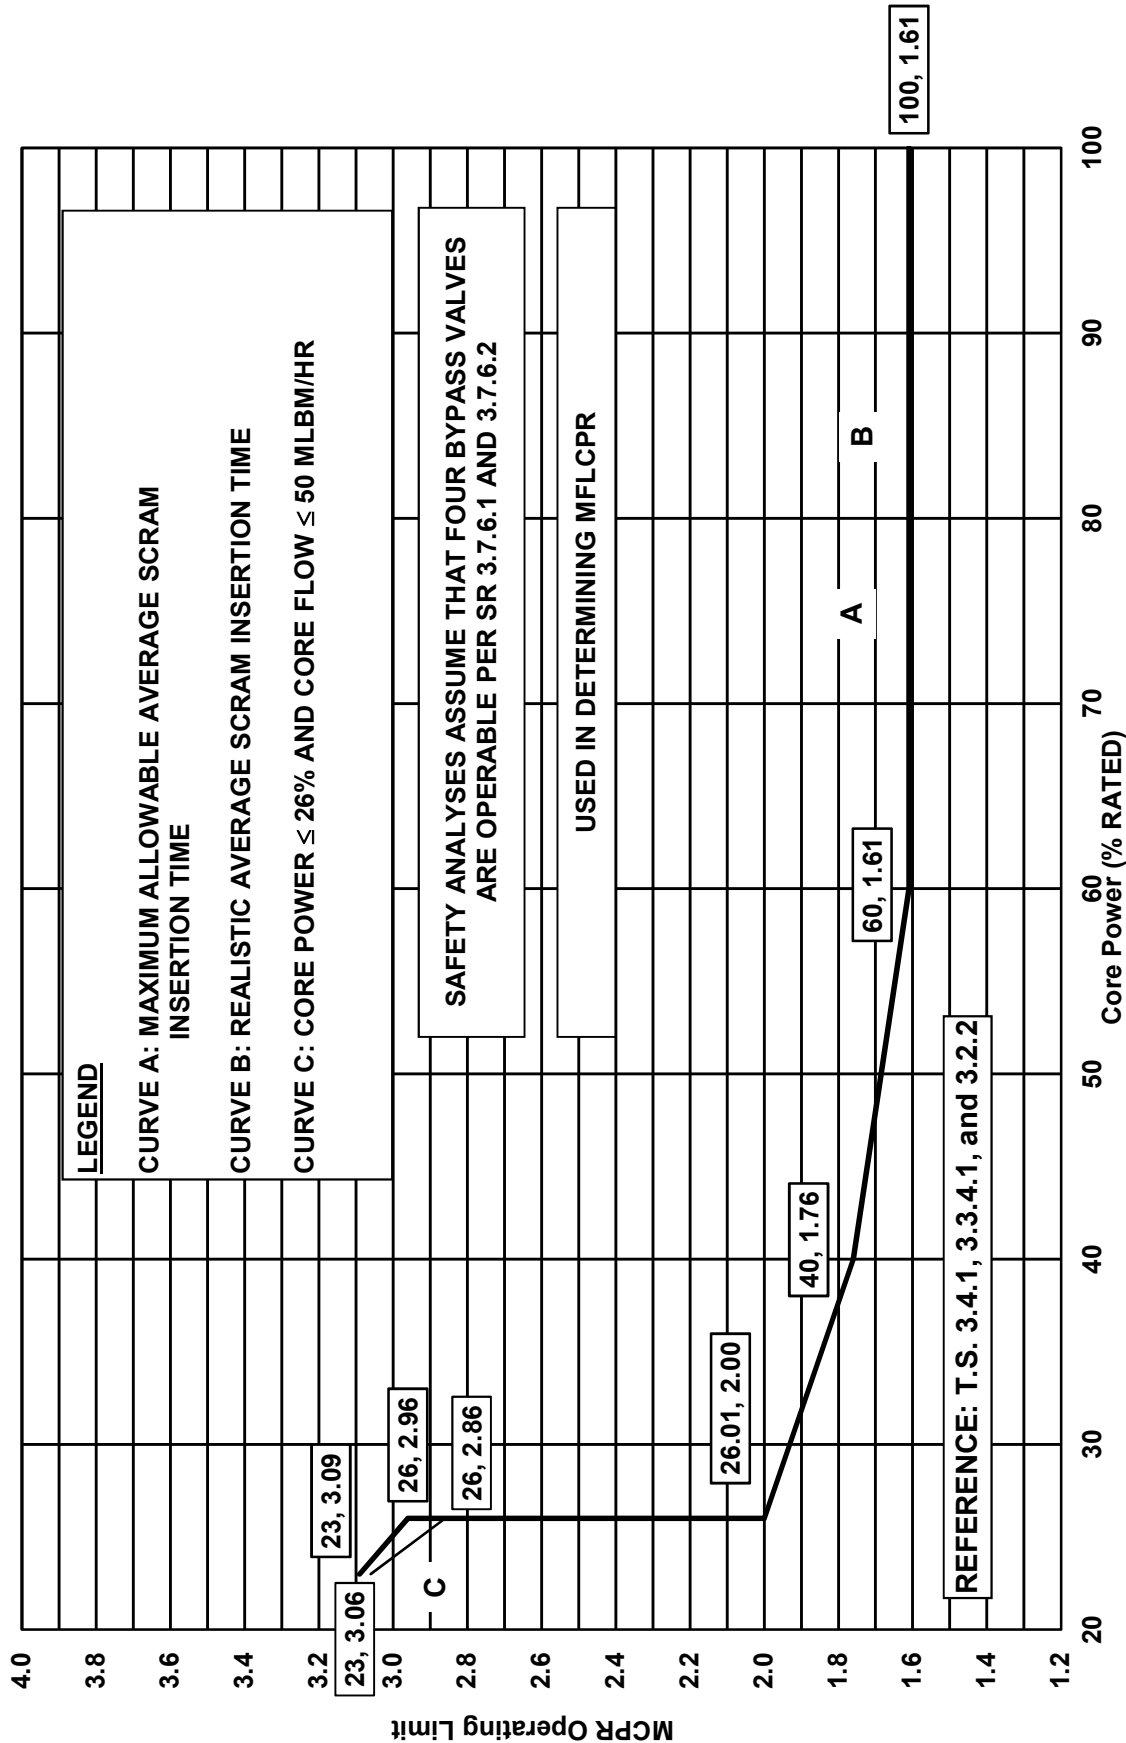 MCPR Operating Limit
4.0
3.8
3.6
3.4
3.2
3.0
2.8
2.6
2.4
2.2
2.0
1.8
1.6
1.4
1.2
LEGEND
CURVE A: MAXIMUM ALLOWABLE AVERAGE SCRAM
INSERTION TIME
CURVE B: REALISTIC AVERAGE SCRAM INSERTION TIME
CURVE C: CORE POWER ≤ 26% AND CORE FLOW ≤ 50 MLBM/HR
SAFETY ANALYSES ASSUME THAT FOUR BYPASS VALVES
ARE OPERABLE PER SR 3.7.6.1 AND 3.7.6.2
USED IN DETERMINING MFLCPR
23, 3.09
23, 3.06
26, 2.96
26, 2.86
C
26.01, 2.00
40, 1.76
60, 1.61
A
B
100, 1.61
REFERENCE: T.S. 3.4.1, 3.3.4.1, and 3.2.2
20
30
40
50
60
70
80
90
100
Core Power (% RATED)